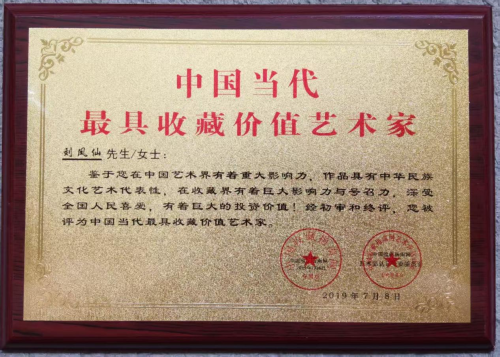 中国当代
最具收藏价值艺术家
刘凤仙 先生/女士：
鉴于您在中国艺术界有着重大影响力，作品具有中华民族
文化艺术代表性，在收藏界有着巨大影响力与号召力，深受
全国人民喜爱，有着巨大的投资价值！经初审和终评，您被
评为中国当代最具收藏价值艺术家。
2019年7月8日